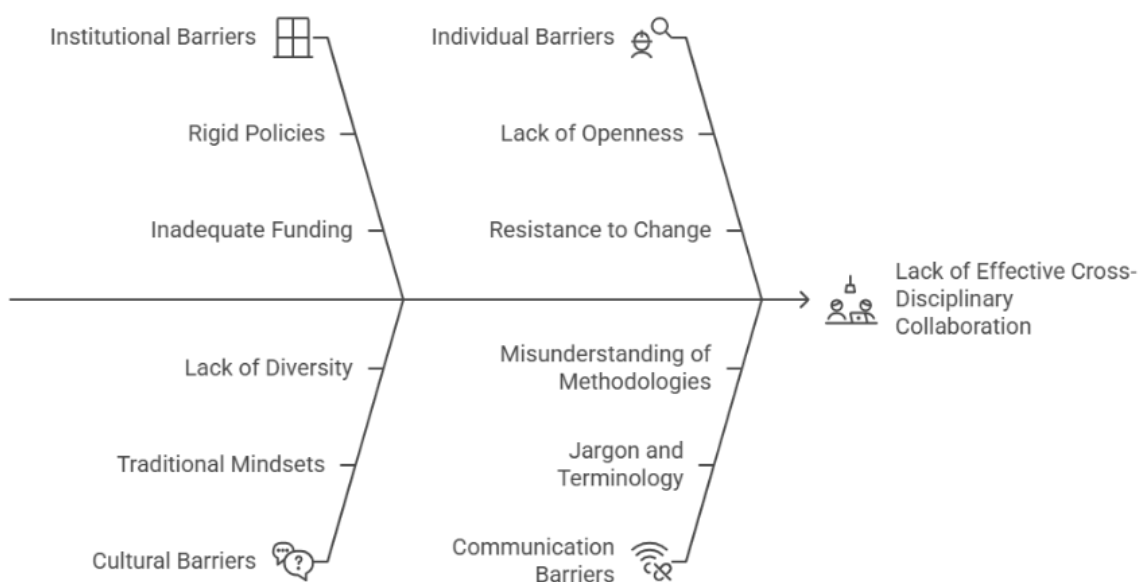 Institutional Barriers
Individual Barriers
Rigid Policies
Lack of Openness
Inadequate Funding
Resistance to Change
Lack of Effective Cross-
Disciplinary
Collaboration
Lack of Diversity
Misunderstanding of
Methodologies
Traditional Mindsets
Jargon and
Terminology
Cultural Barriers
Communication
Barriers